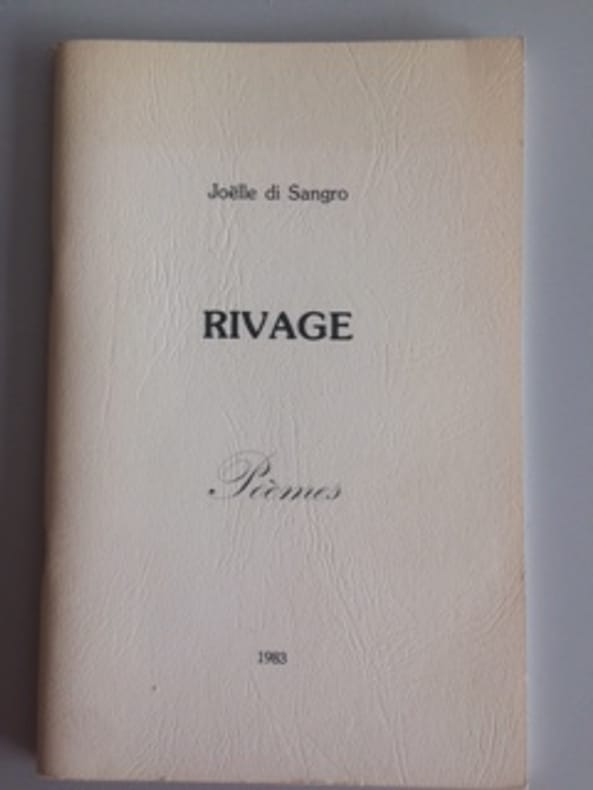 Joëlle di Sangro
RIVAGE
Poèmes
1983